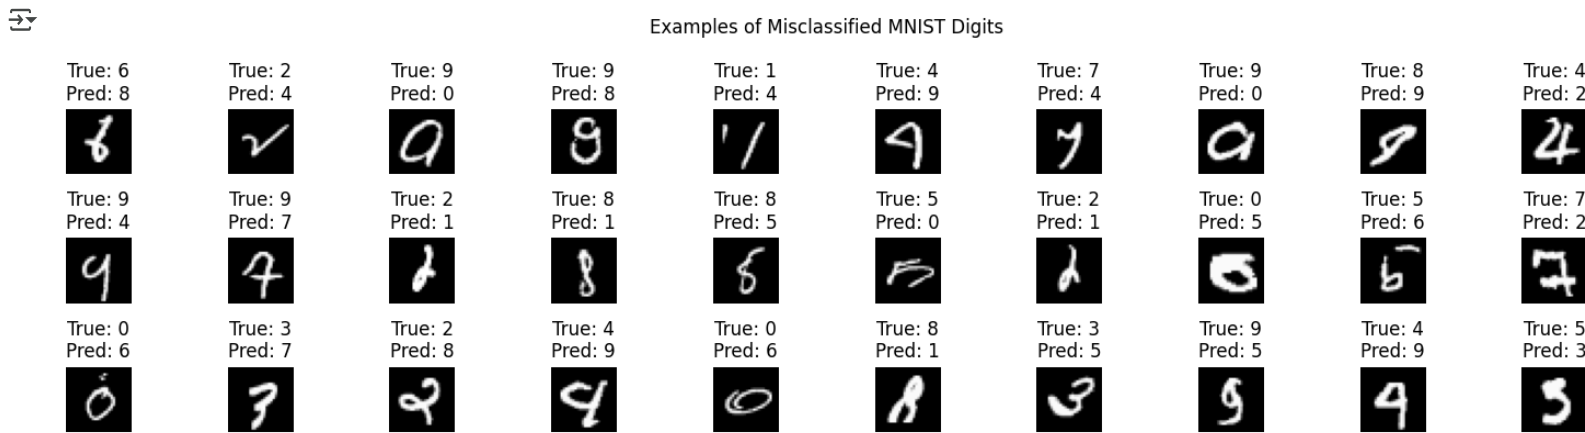 Examples of Misclassified MNIST Digits
True: 6 True: 2 True: 9 True: 9 True: 1 True: 4 True: 7 True: 9 True: 8 True: 4
Pred: 8 Pred: 4 Pred: 0 Pred: 8 Pred: 4 Pred: 9 Pred: 4 Pred: 0 Pred: 9 Pred: 2
True: 9 True: 9 True: 2 True: 8 True: 8 True: 5 True: 2 True: 0 True: 5 True: 7
Pred: 4 Pred: 7 Pred: 1 Pred: 1 Pred: 5 Pred: 0 Pred: 1 Pred: 5 Pred: 6 Pred: 2
True: 0 True: 3 True: 2 True: 4 True: 0 True: 8 True: 3 True: 9 True: 4 True: 5
Pred: 6 Pred: 7 Pred: 8 Pred: 9 Pred: 6 Pred: 1 Pred: 5 Pred: 5 Pred: 9 Pred: 3